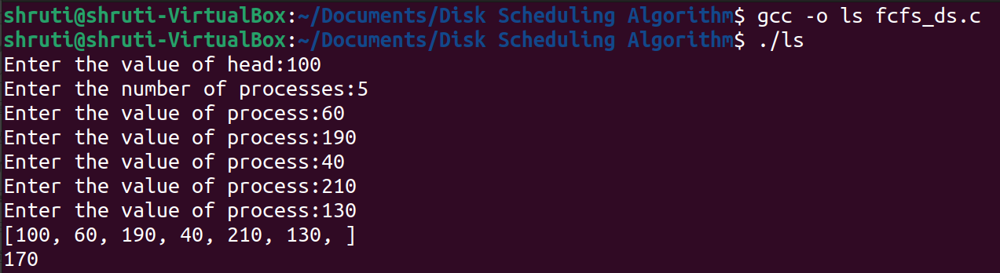 shruti@shruti-VirtualBox:~/Documents/Disk Scheduling Algorithm$ gcc -o ls fcfs_ds.c
shruti@shruti-VirtualBox:~/Documents/Disk Scheduling Algorithm$ ./ls
Enter the value of head:100
Enter the number of processes:5
Enter the value of process:60
Enter the value of process:190
Enter the value of process:40
Enter the value of process:210
Enter the value of process:130
[100, 60, 190, 40, 210, 130, ]
170